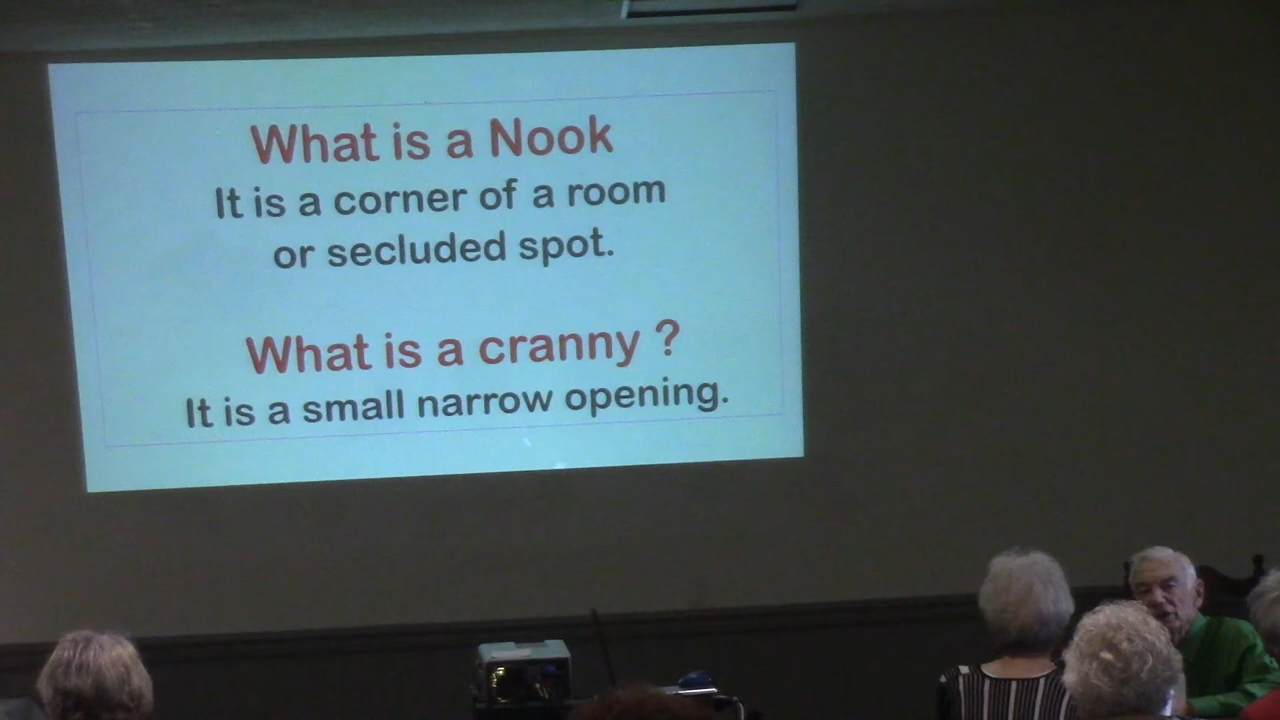 What is a Nook
It is a corner of a room
or secluded spot.
What is a cranny ?
It is a small narrow opening.